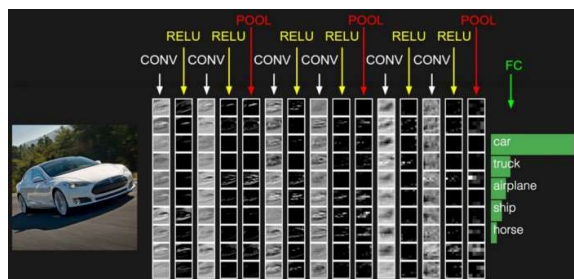 POOL POOL POOL
RELU RELU RELU RELU RELU RELU
CONV CONV CONV CONV CONV CONV
FC
car
truck
airplane
ship
horse